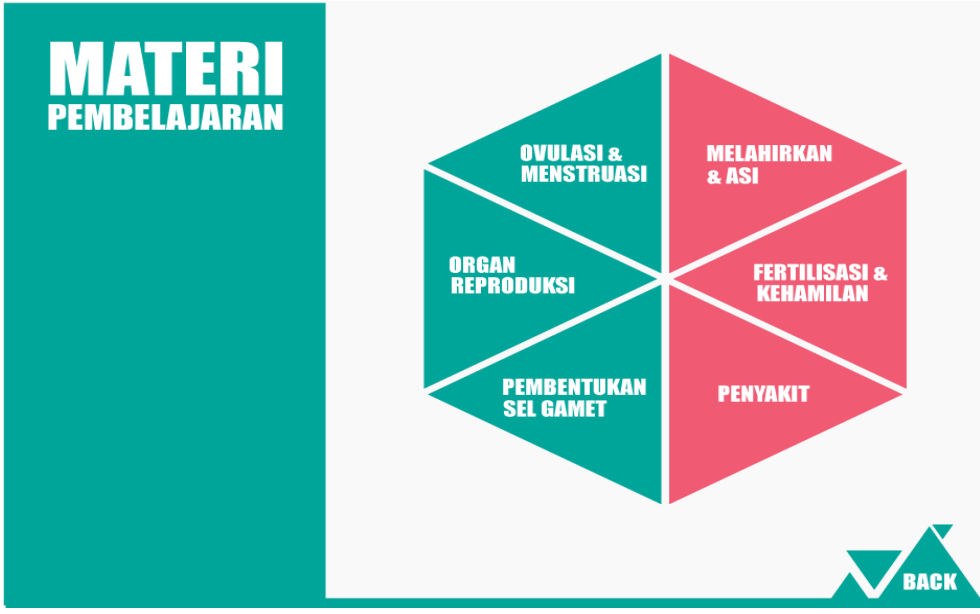 MATERI
PEMBELAJARAN
OVULASI &
MENSTRUASI
MELAHIRKAN
& ASI
ORGAN
REPRODUKSI
FERTILISASI &
KEHAMILAN
PEMBENTUKAN
SEL GAMET
PENYAKIT
BACK